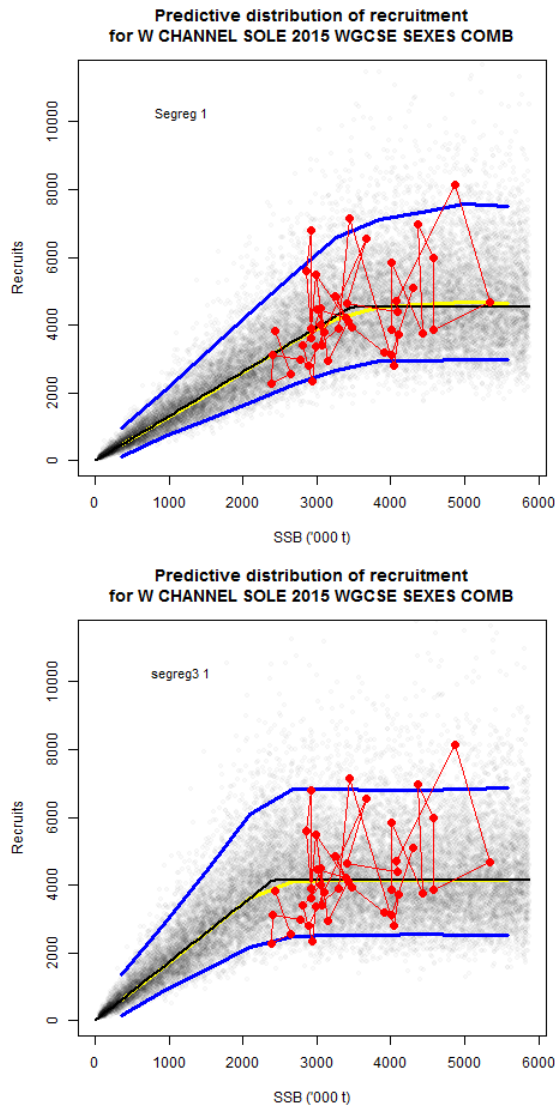 Predictive distribution of recruitment
for W CHANNEL SOLE 2015 WGCSE SEXES COMB
Segreg 1
10000
8000
6000
4000
2000
0
Recruits
0 1000 2000 3000 4000 5000 6000
SSB ('000 t)
Predictive distribution of recruitment
for W CHANNEL SOLE 2015 WGCSE SEXES COMB
segreg3 1
10000
8000
6000
4000
2000
0
Recruits
0 1000 2000 3000 4000 5000 6000
SSB ('000 t)